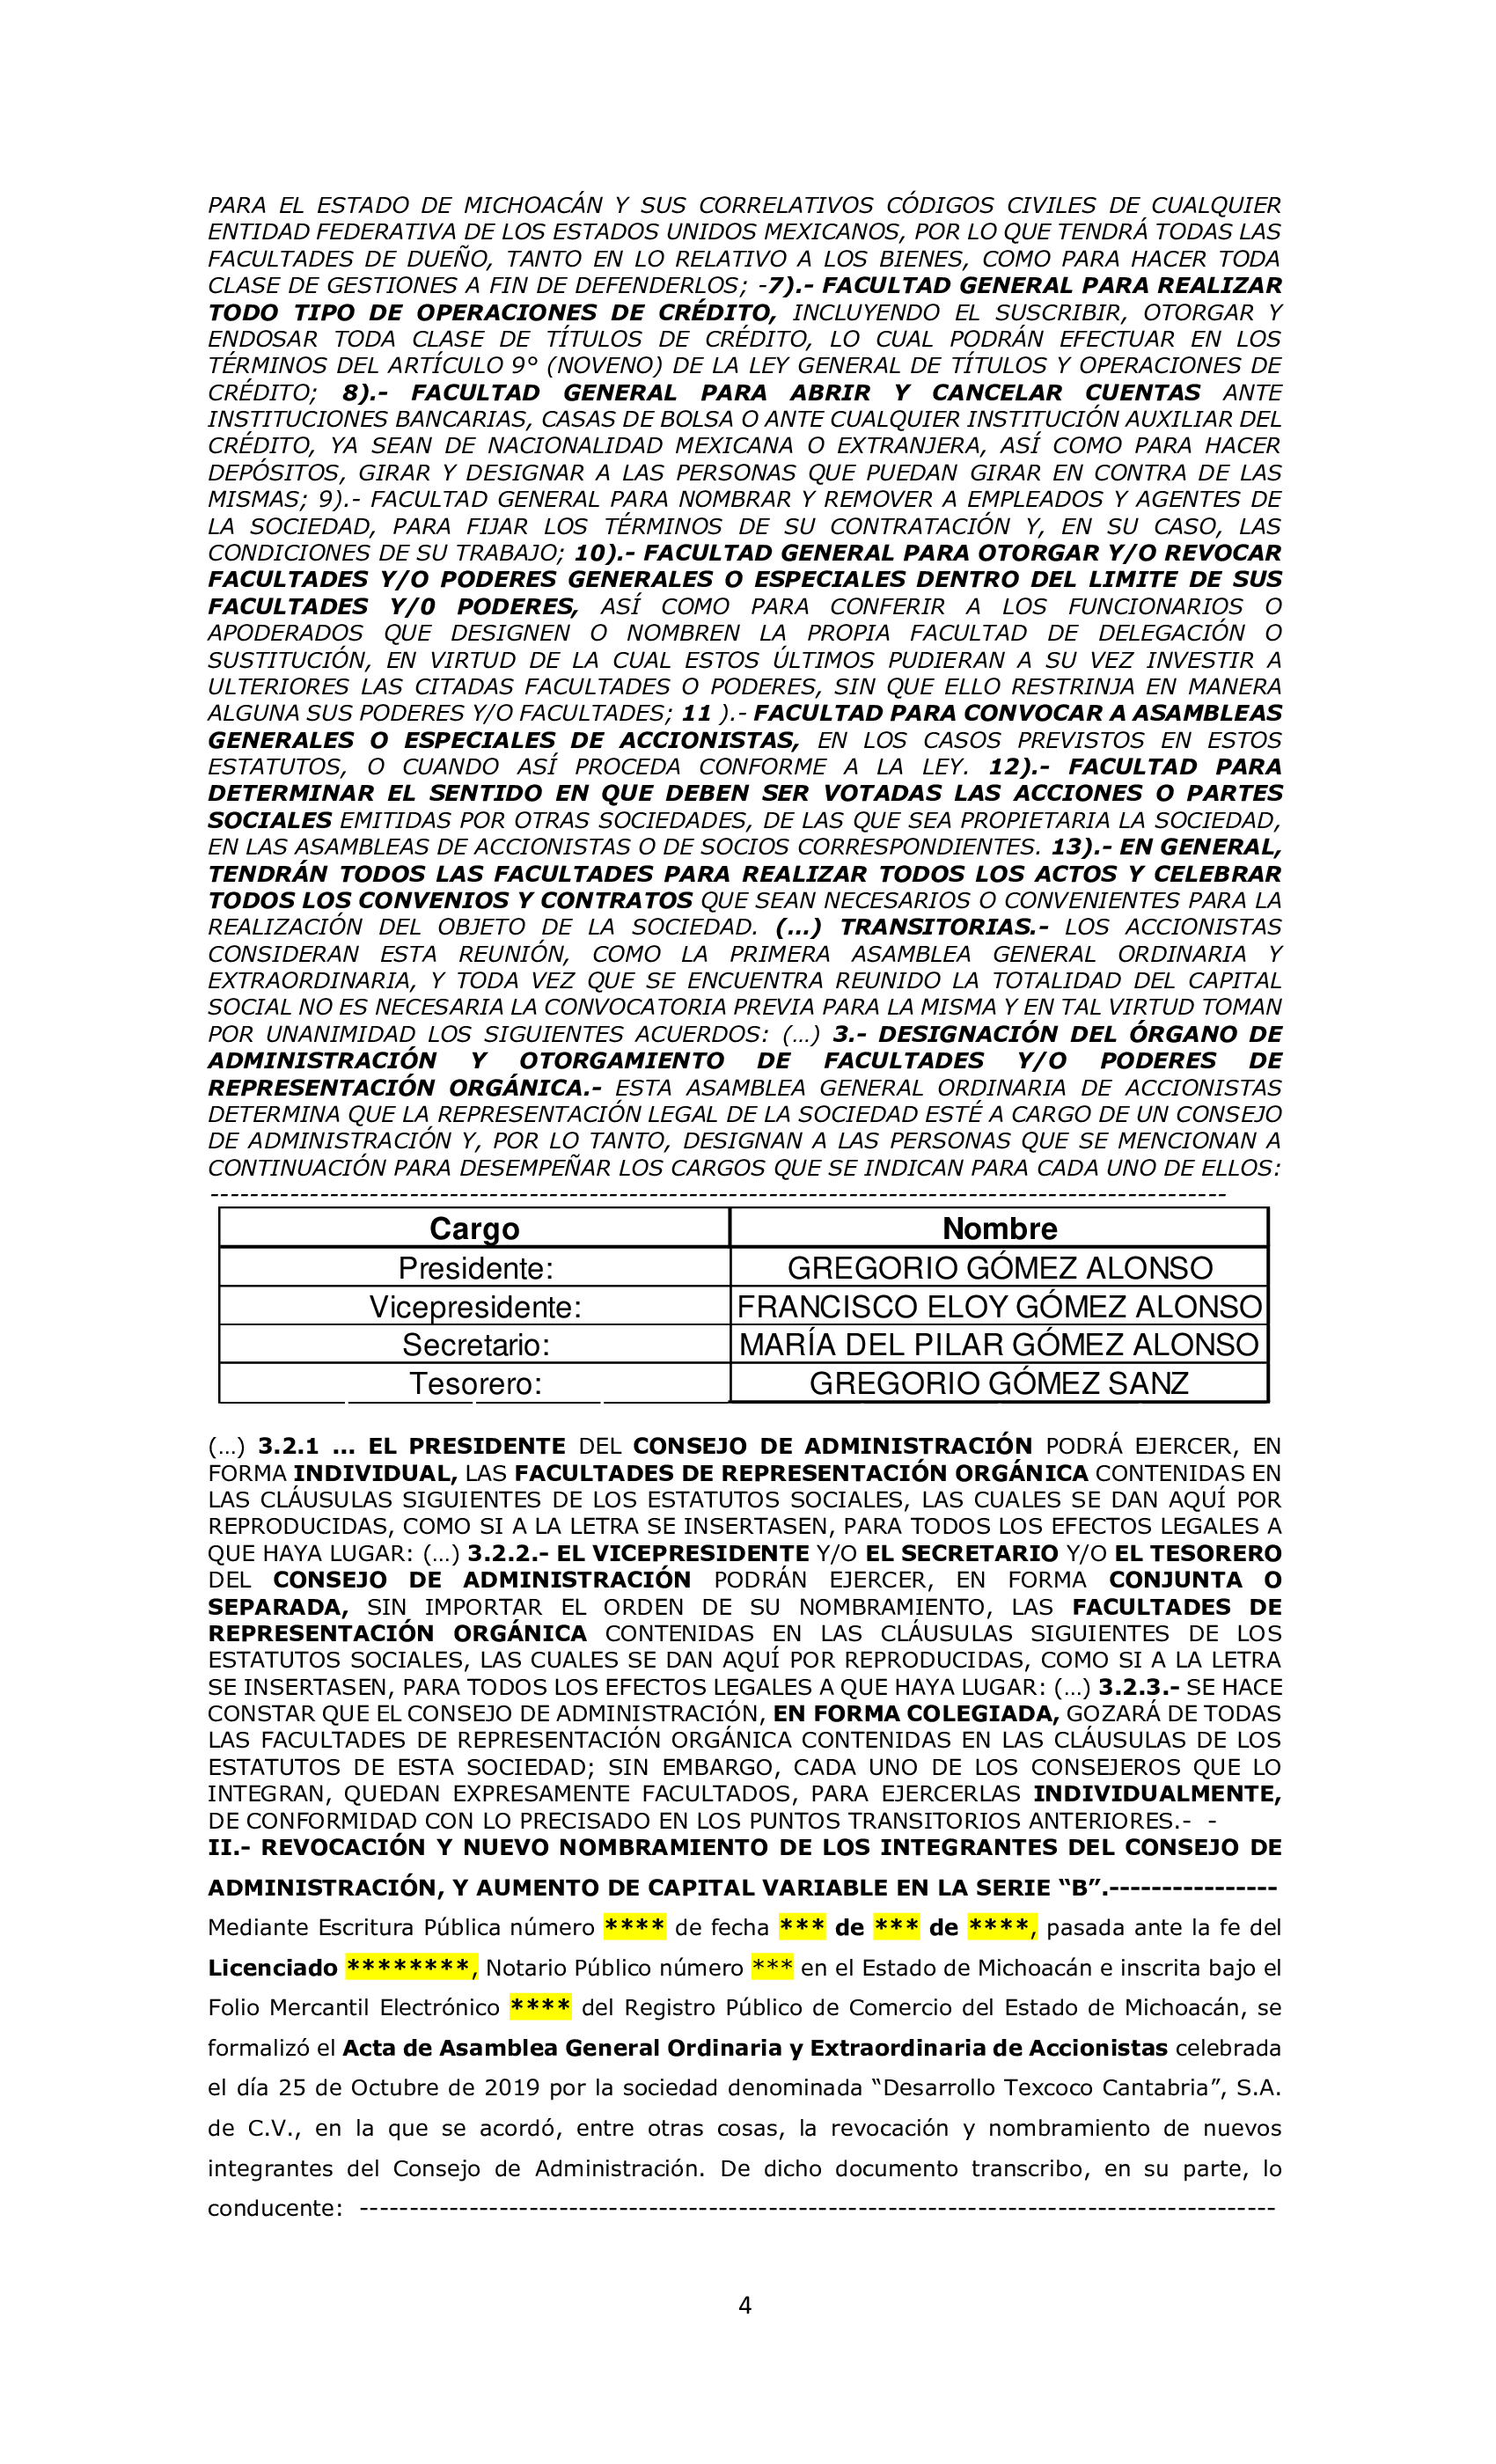 PARA EL ESTADO DE MICHOACÁN Y SUS CORRELATIVOS CÓDIGOS CIVILES DE CUALQUIER
ENTIDAD FEDERATIVA DE LOS ESTADOS UNIDOS MEXICANOS, POR LO QUE TENDRÁ TODAS LAS
FACULTADES DE DUEÑO, TANTO EN LO RELATIVO A LOS BIENES, COMO PARA HACER TODA
CLASE DE GESTIONES A FIN DE DEFENDERLOS; -7).- FACULTAD GENERAL PARA REALIZAR
TODO TIPO DE OPERACIONES DE CRÉDITO, INCLUYENDO EL SUSCRIBIR, OTORGAR Y
ENDOSAR TODA CLASE DE TÍTULOS DE CRÉDITO, LO CUAL PODRÁN EFECTUAR EN LOS
TÉRMINOS DEL ARTÍCULO 9° (NOVENO) DE LA LEY GENERAL DE TÍTULOS Y OPERACIONES DE
CRÉDITO; 8).- FACULTAD GENERAL PARA ABRIR Y CANCELAR CUENTAS ANTE
INSTITUCIONES BANCARIAS, CASAS DE BOLSA O ANTE CUALQUIER INSTITUCIÓN AUXILIAR DEL
CRÉDITO, YA SEAN DE NACIONALIDAD MEXICANA O EXTRANJERA, ASÍ COMO PARA HACER
DEPÓSITOS, GIRAR Y DESIGNAR A LAS PERSONAS QUE PUEDAN GIRAR EN CONTRA DE LAS
MISMAS; 9).- FACULTAD GENERAL PARA NOMBRAR Y REMOVER A EMPLEADOS Y AGENTES DE
LA SOCIEDAD, PARA FIJAR LOS TÉRMINOS DE SU CONTRATACIÓN Y, EN SU CASO, LAS
CONDICIONES DE SU TRABAJO; 10).- FACULTAD GENERAL PARA OTORGAR Y/O REVOCAR
FACULTADES Y/O PODERES GENERALES O ESPECIALES DENTRO DEL LIMITE DE SUS
FACULTADES Y/0 PODERES, ASÍ COMO PARA CONFERIR A LOS FUNCIONARIOS O
APODERADOS QUE DESIGNEN O NOMBREN LA PROPIA FACULTAD DE DELEGACIÓN O
SUSTITUCIÓN, EN VIRTUD DE LA CUAL ESTOS ÚLTIMOS PUDIERAN A SU VEZ INVESTIR A
ULTERIORES LAS CITADAS FACULTADES O PODERES, SIN QUE ELLO RESTRINJA EN MANERA
ALGUNA SUS PODERES Y/O FACULTADES; 11 ).- FACULTAD PARA CONVOCAR A ASAMBLEAS
GENERALES O ESPECIALES DE ACCIONISTAS, EN LOS CASOS PREVISTOS EN ESTOS
ESTATUTOS, O CUANDO ASÍ PROCEDA CONFORME A LA LEY. 12).- FACULTAD PARA
DETERMINAR EL SENTIDO EN QUE DEBEN SER VOTADAS LAS ACCIONES O PARTES
SOCIALES EMITIDAS POR OTRAS SOCIEDADES, DE LAS QUE SEA PROPIETARIA LA SOCIEDAD,
EN LAS ASAMBLEAS DE ACCIONISTAS O DE SOCIOS CORRESPONDIENTES. 13).- EN GENERAL,
TENDRÁN TODOS LAS FACULTADES PARA REALIZAR TODOS LOS ACTOS Y CELEBRAR
TODOS LOS CONVENIOS Y CONTRATOS QUE SEAN NECESARIOS O CONVENIENTES PARA LA
REALIZACIÓN DEL OBJETO DE LA SOCIEDAD. (...) TRANSITORIAS.- LOS ACCIONISTAS
CONSIDERAN ESTA REUNIÓN, COMO LA PRIMERA ASAMBLEA GENERAL ORDINARIA Y
EXTRAORDINARIA, Y TODA VEZ QUE SE ENCUENTRA REUNIDO LA TOTALIDAD DEL CAPITAL
SOCIAL NO ES NECESARIA LA CONVOCATORIA PREVIA PARA LA MISMA Y EN TAL VIRTUD TOMAN
POR UNANIMIDAD LOS SIGUIENTES ACUERDOS: (…) 3.- DESIGNACIÓN DEL ÓRGANO DE
ADMINISTRACIÓN Y OTORGAMIENTO DE FACULTADES Y/O PODERES DE
REPRESENTACIÓN ORGÁNICA.- ESTA ASAMBLEA GENERAL ORDINARIA DE ACCIONISTAS
DETERMINA QUE LA REPRESENTACIÓN LEGAL DE LA SOCIEDAD ESTÉ A CARGO DE UN CONSEJO
DE ADMINISTRACIÓN Y, POR LO TANTO, DESIGNAN A LAS PERSONAS QUE SE MENCIONAN A
CONTINUACIÓN PARA DESEMPEÑAR LOS CARGOS QUE SE INDICAN PARA CADA UNO DE ELLOS:
------------------------------------------------------------------------------------------------------
Cargo Nombre
Presidente: GREGORIO GÓMEZ ALONSO
Vicepresidente: FRANCISCO ELOY GÓMEZ ALONSO
Secretario: MARÍA DEL PILAR GÓMEZ ALONSO
Tesorero: GREGORIO GÓMEZ SANZ
(…) 3.2.1 ... EL PRESIDENTE DEL CONSEJO DE ADMINISTRACIÓN PODRÁ EJERCER, EN
FORMA INDIVIDUAL, LAS FACULTADES DE REPRESENTACIÓN ORGÁNICA CONTENIDAS EN
LAS CLÁUSULAS SIGUIENTES DE LOS ESTATUTOS SOCIALES, LAS CUALES SE DAN AQUÍ POR
REPRODUCIDAS, COMO SI A LA LETRA SE INSERTASEN, PARA TODOS LOS EFECTOS LEGALES A
QUE HAYA LUGAR: (…) 3.2.2.- EL VICEPRESIDENTE Y/O EL SECRETARIO Y/O EL TESORERO
DEL CONSEJO DE ADMINISTRACIÓN PODRÁN EJERCER, EN FORMA CONJUNTA O
SEPARADA, SIN IMPORTAR EL ORDEN DE SU NOMBRAMIENTO, LAS FACULTADES DE
REPRESENTACIÓN ORGÁNICA CONTENIDAS EN LAS CLÁUSULAS SIGUIENTES DE LOS
ESTATUTOS SOCIALES, LAS CUALES SE DAN AQUÍ POR REPRODUCIDAS, COMO SI A LA LETRA
SE INSERTASEN, PARA TODOS LOS EFECTOS LEGALES A QUE HAYA LUGAR: (…) 3.2.3.- SE HACE
CONSTAR QUE EL CONSEJO DE ADMINISTRACIÓN, EN FORMA COLEGIADA, GOZARÁ DE TODAS
LAS FACULTADES DE REPRESENTACIÓN ORGÁNICA CONTENIDAS EN LAS CLÁUSULAS DE LOS
ESTATUTOS DE ESTA SOCIEDAD; SIN EMBARGO, CADA UNO DE LOS CONSEJEROS QUE LO
INTEGRAN, QUEDAN EXPRESAMENTE FACULTADOS, PARA EJERCERLAS INDIVIDUALMENTE,
DE CONFORMIDAD CON LO PRECISADO EN LOS PUNTOS TRANSITORIOS ANTERIORES.- -
II.- REVOCACIÓN Y NUEVO NOMBRAMIENTO DE LOS INTEGRANTES DEL CONSEJO DE
ADMINISTRACIÓN, Y AUMENTO DE CAPITAL VARIABLE EN LA SERIE “B”.----------------
Mediante Escritura Pública número **** de fecha *** de *** de ****, pasada ante la fe del
Licenciado ********, Notario Público número *** en el Estado de Michoacán e inscrita bajo el
Folio Mercantil Electrónico **** del Registro Público de Comercio del Estado de Michoacán, se
formalizó el Acta de Asamblea General Ordinaria y Extraordinaria de Accionistas celebrada
el día 25 de Octubre de 2019 por la sociedad denominada “Desarrollo Texcoco Cantabria”, S.A.
de C.V., en la que se acordó, entre otras cosas, la revocación y nombramiento de nuevos
integrantes del Consejo de Administración. De dicho documento transcribo, en su parte, lo
conducente: --------------------------------------------------------------------------------------------
4